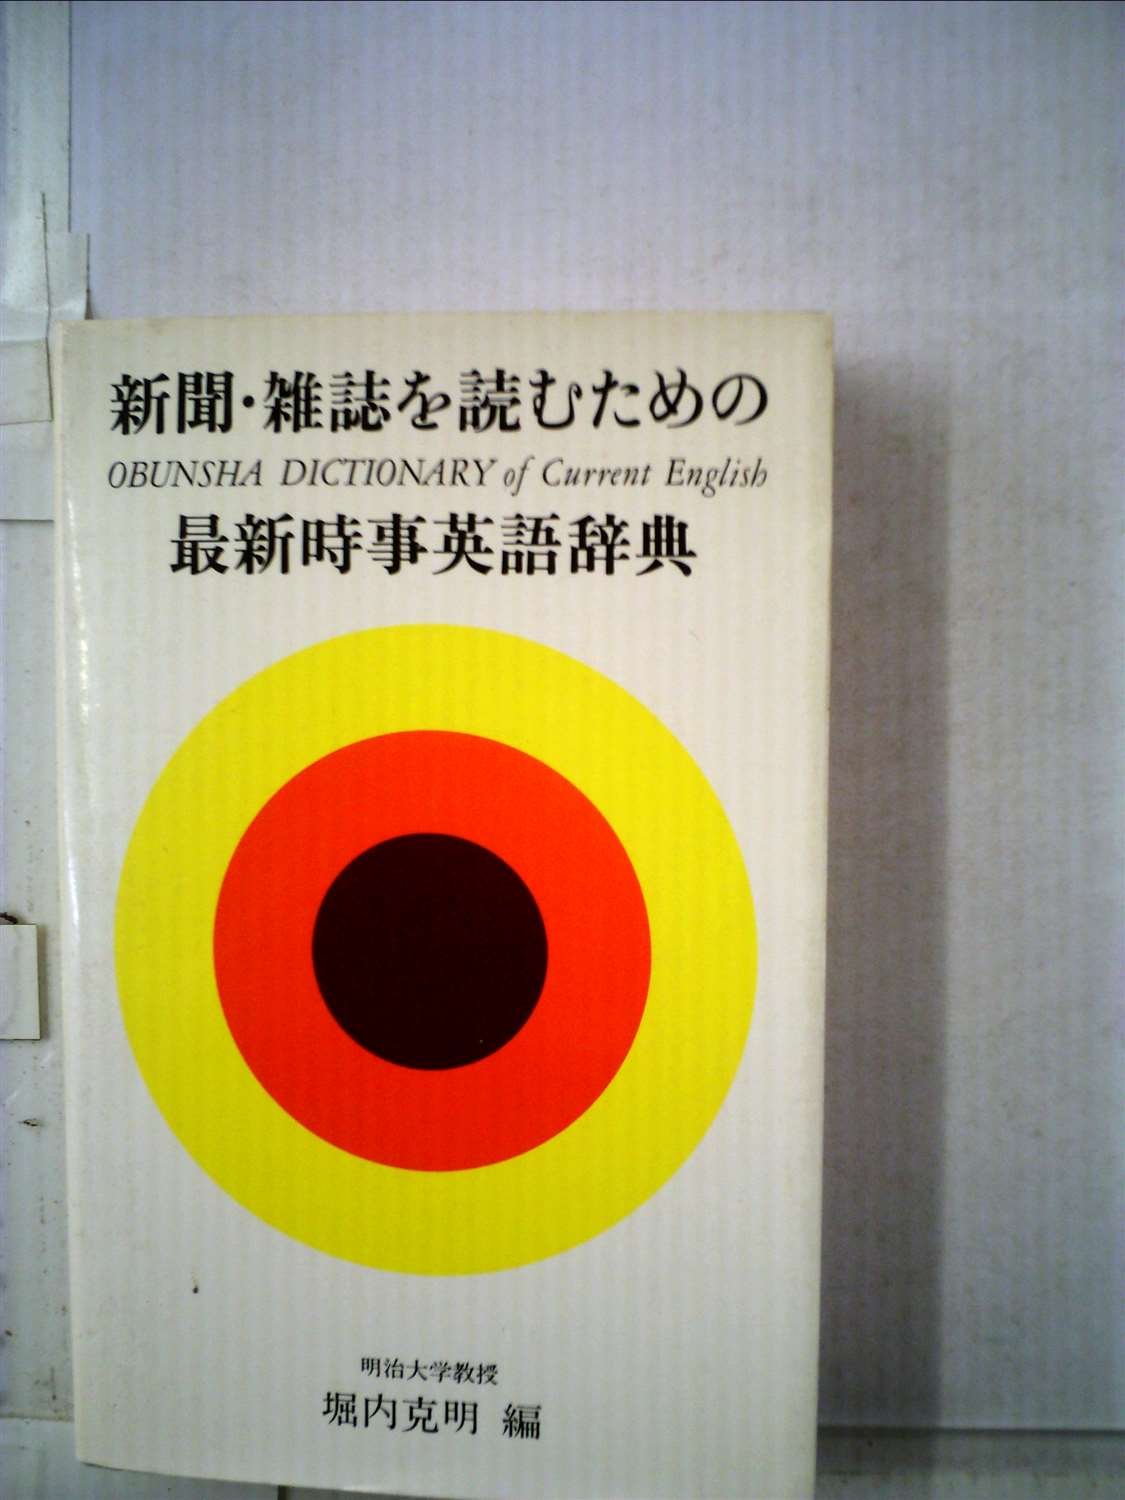 新聞・雑誌を読むための
OBUNSHA DICTIONARY of Current English
最新時事英語辞典
明治大学教授
堀内克明 編